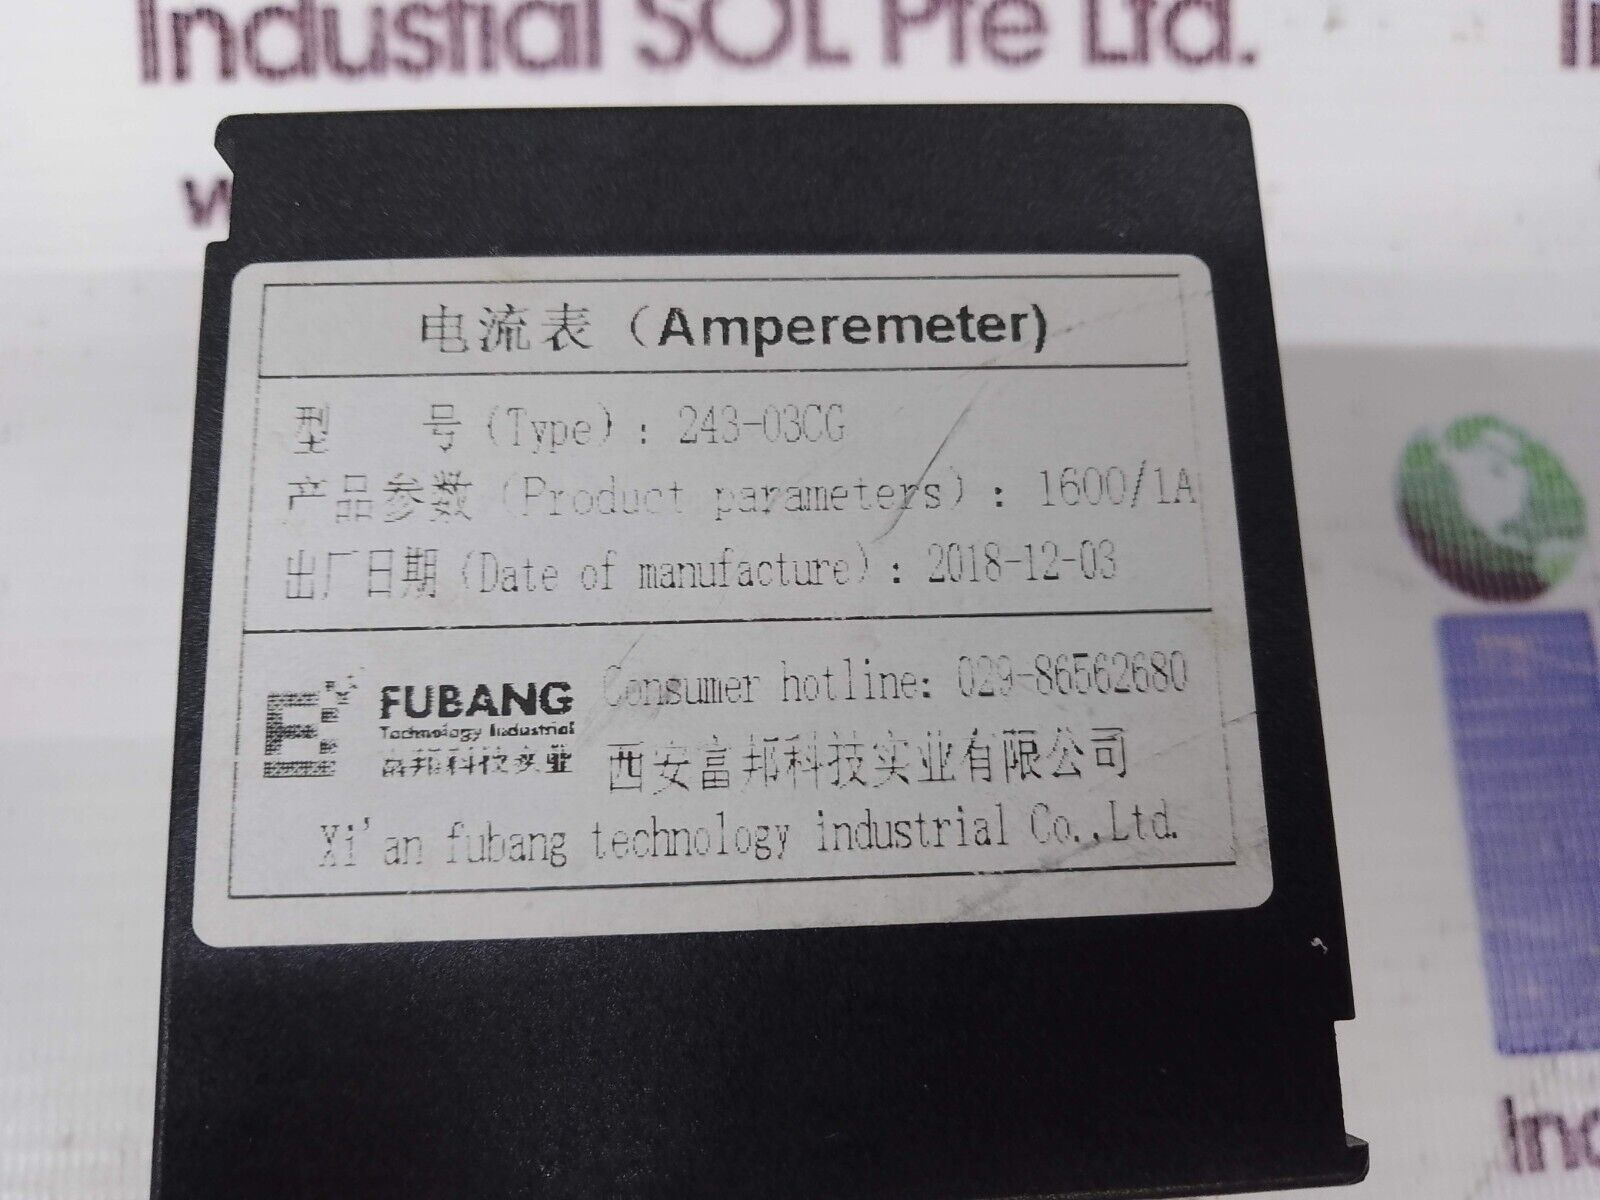 Industrial SOL Pte Ltd.
电流表（Amperemeter)
型 号(Type)：243-03CG
产品参数(Product parameters)：1600/1A
出厂日期(Date of manufacture)：2018-12-03
FUBANG
Technology Iudustrial
富邦科技实业
Consumer hotline: 029-86562680
西安富邦科技实业有限公司
Xi'an fubang technology industrial Co.,Ltd.